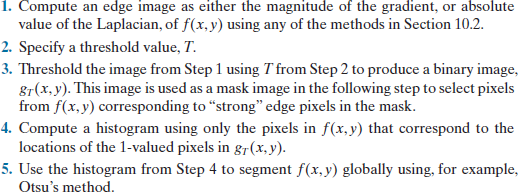 1. Compute an edge image as either the magnitude of the gradient, or absolute
value of the Laplacian, of f(x, y) using any of the methods in Section 10.2.
2. Specify a threshold value, T.
3. Threshold the image from Step 1 using T from Step 2 to produce a binary image,
g_T(x, y). This image is used as a mask image in the following step to select pixels
from f(x, y) corresponding to “strong” edge pixels in the mask.
4. Compute a histogram using only the pixels in f(x, y) that correspond to the
locations of the 1-valued pixels in g_T(x, y).
5. Use the histogram from Step 4 to segment f(x, y) globally using, for example,
Otsu’s method.